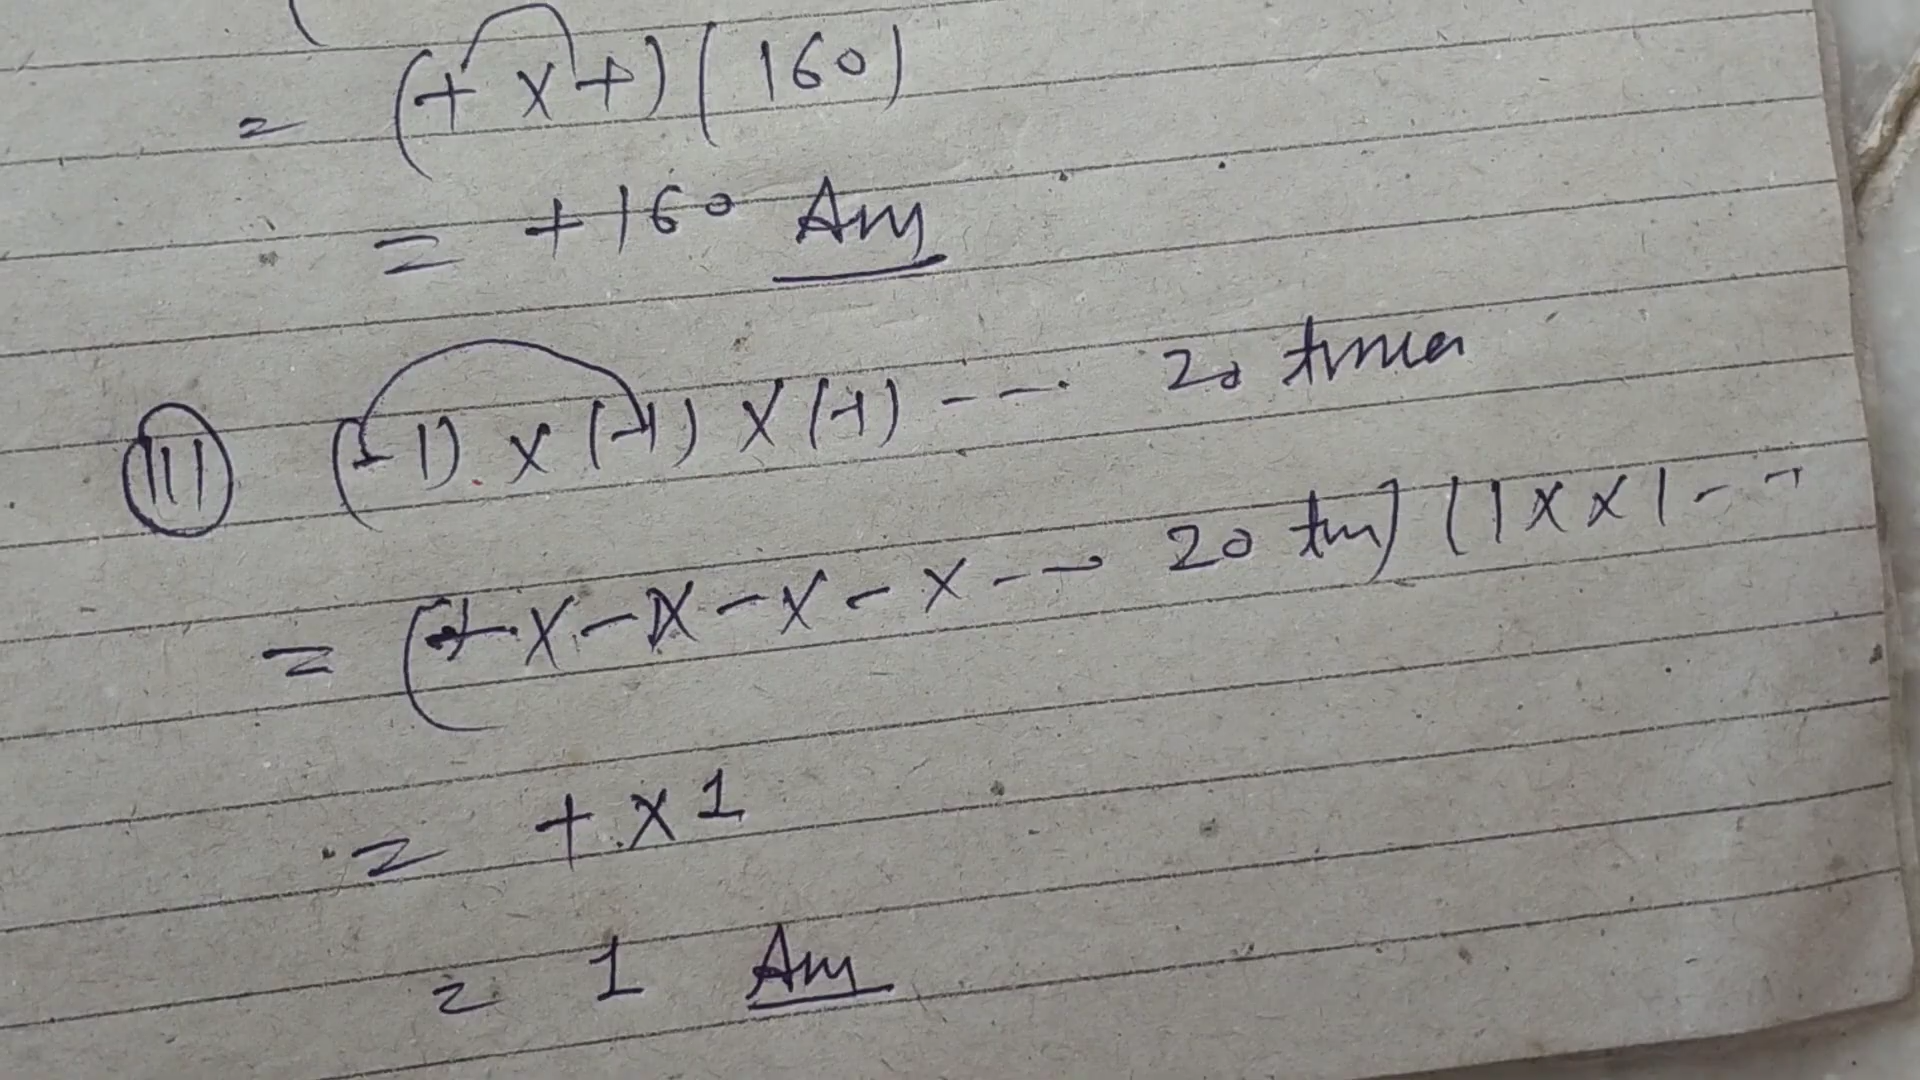 = (+ x +) (160)
= +160 Ans
(III) (-1) x (-1) x (-1) --- 20 times
= (- x - x - x - x --- 20 tm) (1 x x 1 - -
= + x 1
= 1 Ans